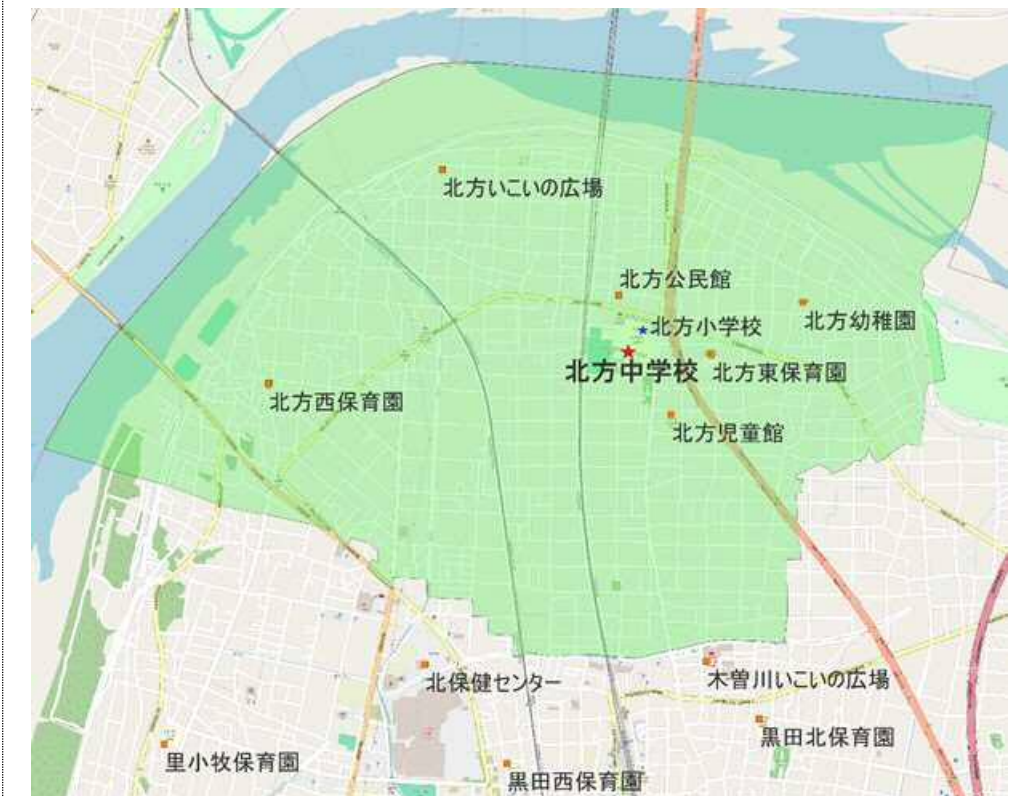 北方いこいの広場
北方公民館
北方幼稚園
北方小学校
北方中学校
北方東保育園
北方西保育園
北方児童館
北保健センター
木曽川いこいの広場
黒田北保育園
里小牧保育園
黒田西保育園